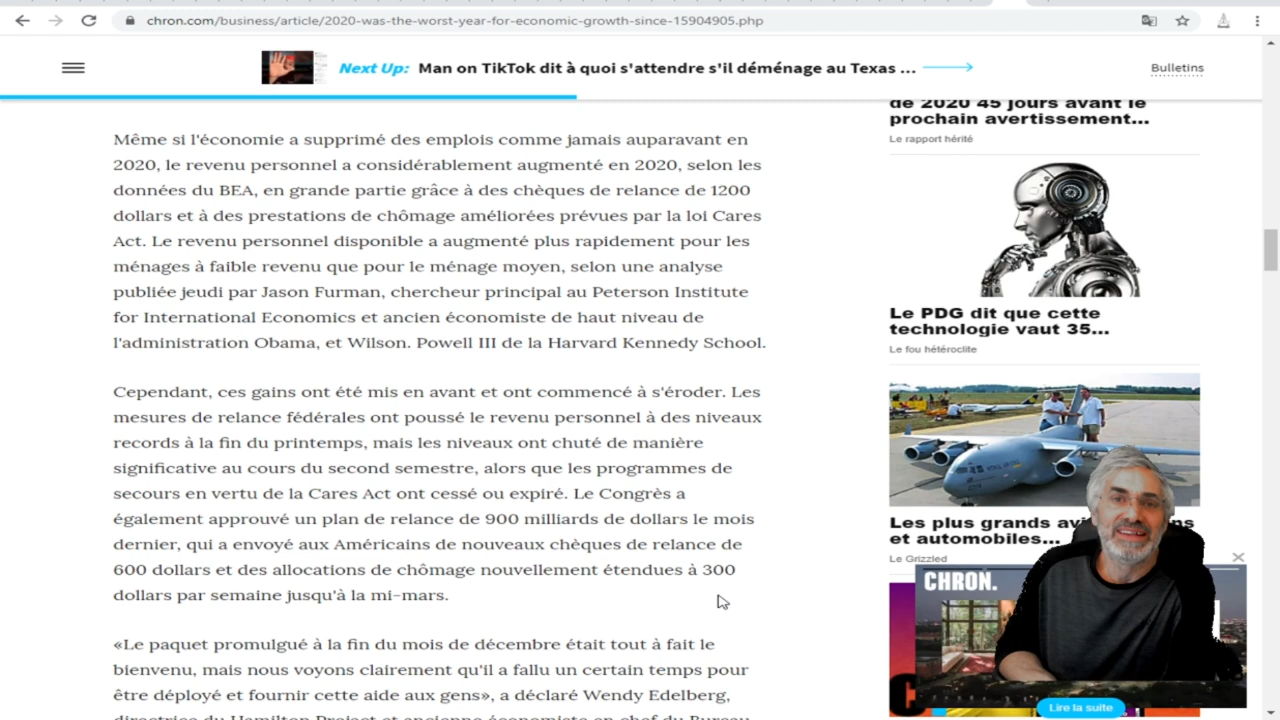 chron.com/business/article/2020-was-the-worst-year-for-economic-growth-since-15904905.php
Next Up: Man on TikTok dit à quoi s'attendre s'il déménage au Texas ...
Bulletins
Même si l'économie a supprimé des emplois comme jamais auparavant en
2020, le revenu personnel a considérablement augmenté en 2020, selon les
données du BEA, en grande partie grâce à des chèques de relance de 1200
dollars et à des prestations de chômage améliorées prévues par la loi Cares
Act. Le revenu personnel disponible a augmenté plus rapidement pour les
ménages à faible revenu que pour le ménage moyen, selon une analyse
publiée jeudi par Jason Furman, chercheur principal au Peterson Institute
for International Economics et ancien économiste de haut niveau de
l'administration Obama, et Wilson. Powell III de la Harvard Kennedy School.
Cependant, ces gains ont été mis en avant et ont commencé à s'éroder. Les
mesures de relance fédérales ont poussé le revenu personnel à des niveaux
records à la fin du printemps, mais les niveaux ont chuté de manière
significative au cours du second semestre, alors que les programmes de
secours en vertu de la Cares Act ont cessé ou expiré. Le Congrès a
également approuvé un plan de relance de 900 milliards de dollars le mois
dernier, qui a envoyé aux Américains de nouveaux chèques de relance de
600 dollars et des allocations de chômage nouvellement étendues à 300
dollars par semaine jusqu'à la mi-mars.
«Le paquet promulgué à la fin du mois de décembre était tout à fait le
bienvenu, mais nous voyons clairement qu'il a fallu un certain temps pour
être déployé et fournir cette aide aux gens», a déclaré Wendy Edelberg,
directrice du Hamilton Project et ancienne économiste en chef du Bureau
de 2020 45 jours avant le
prochain avertissement...
Le rapport hérité
Le PDG dit que cette
technologie vaut 35...
Le fou hétéroclite
Les plus grands
et automobiles...
Le Grizzled
CHRON.
Lire la suite